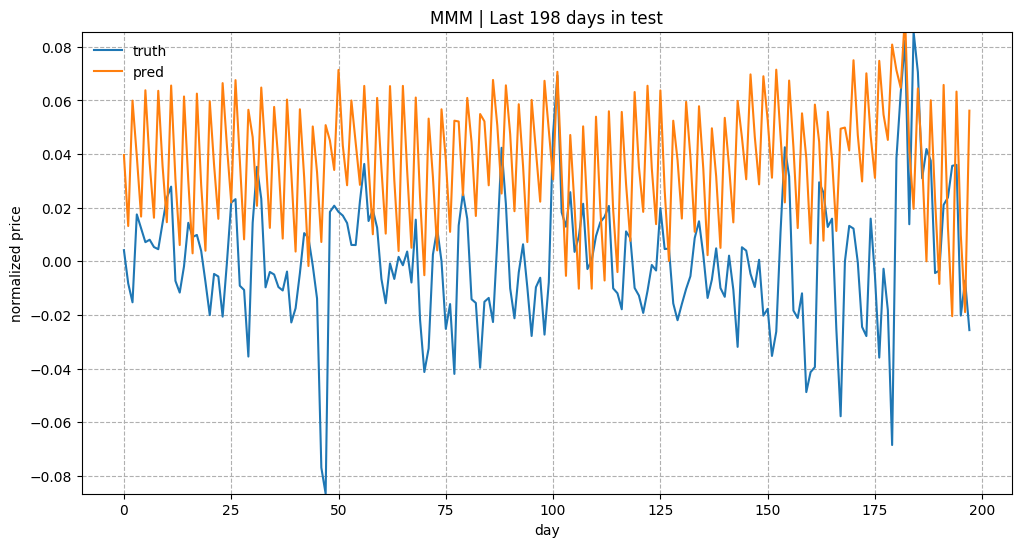 MMM | Last 198 days in test
truth
pred
normalized price
0.08
0.06
0.04
0.02
0.00
−0.02
−0.04
−0.06
−0.08
0 25 50 75 100 125 150 175 200
day